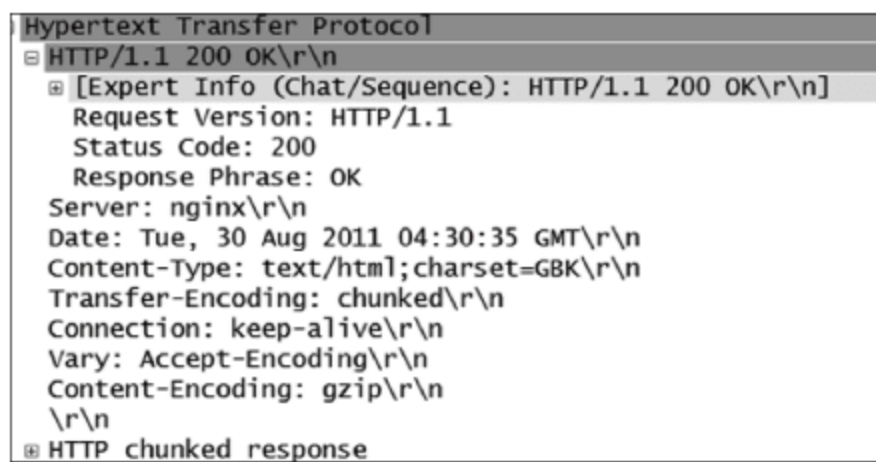 Hypertext Transfer Protocol
HTTP/1.1 200 OK\r\n
[Expert Info (Chat/Sequence): HTTP/1.1 200 OK\r\n]
Request Version: HTTP/1.1
Status Code: 200
Response Phrase: OK
Server: nginx\r\n
Date: Tue, 30 Aug 2011 04:30:35 GMT\r\n
Content-Type: text/html;charset=GBK\r\n
Transfer-Encoding: chunked\r\n
Connection: keep-alive\r\n
Vary: Accept-Encoding\r\n
Content-Encoding: gzip\r\n
\r\n
HTTP chunked response